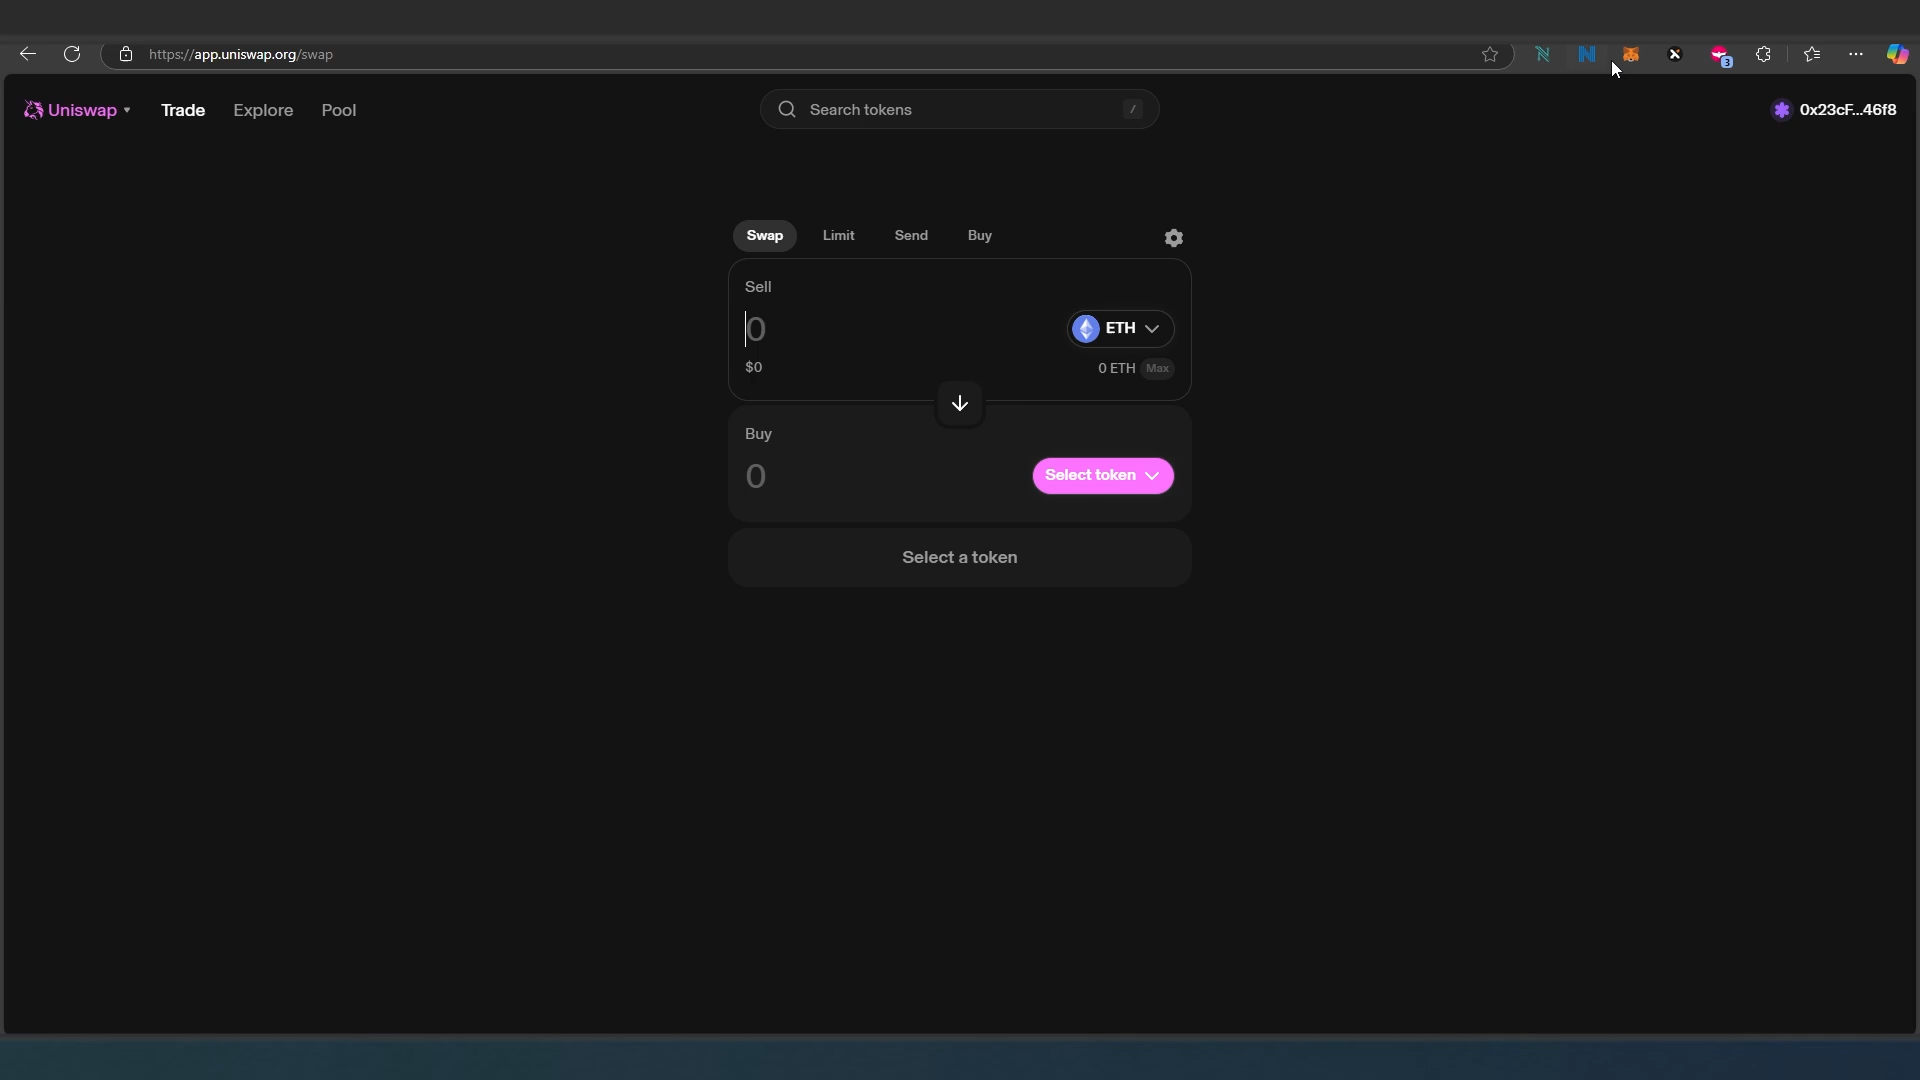 https://app.uniswap.org/swap
3
Uniswap
Trade
Explore
Pool
Search tokens
/
0x23cF...46f8
Swap
Limit
Send
Buy
Sell
0
ETH
$0
0 ETH
Max
Buy
0
Select token
Select a token